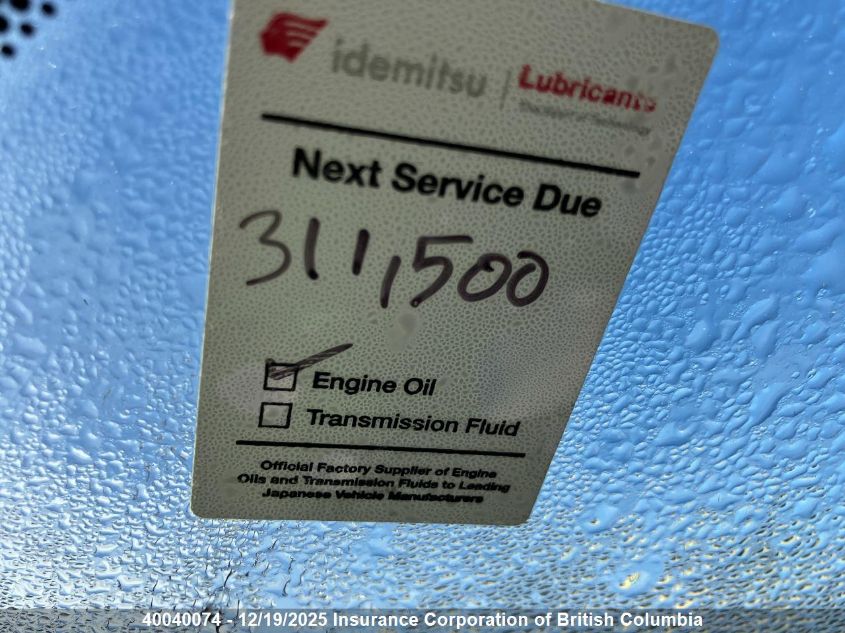 idemitsu | Lubricants
Next Service Due
311,500
Engine Oil
Transmission Fluid
Official Factory Supplier of Engine
Oils and Transmission Fluids to Leading
Japanese Vehicle Manufacturers
40040074 - 12/19/2025 Insurance Corporation of British Columbia